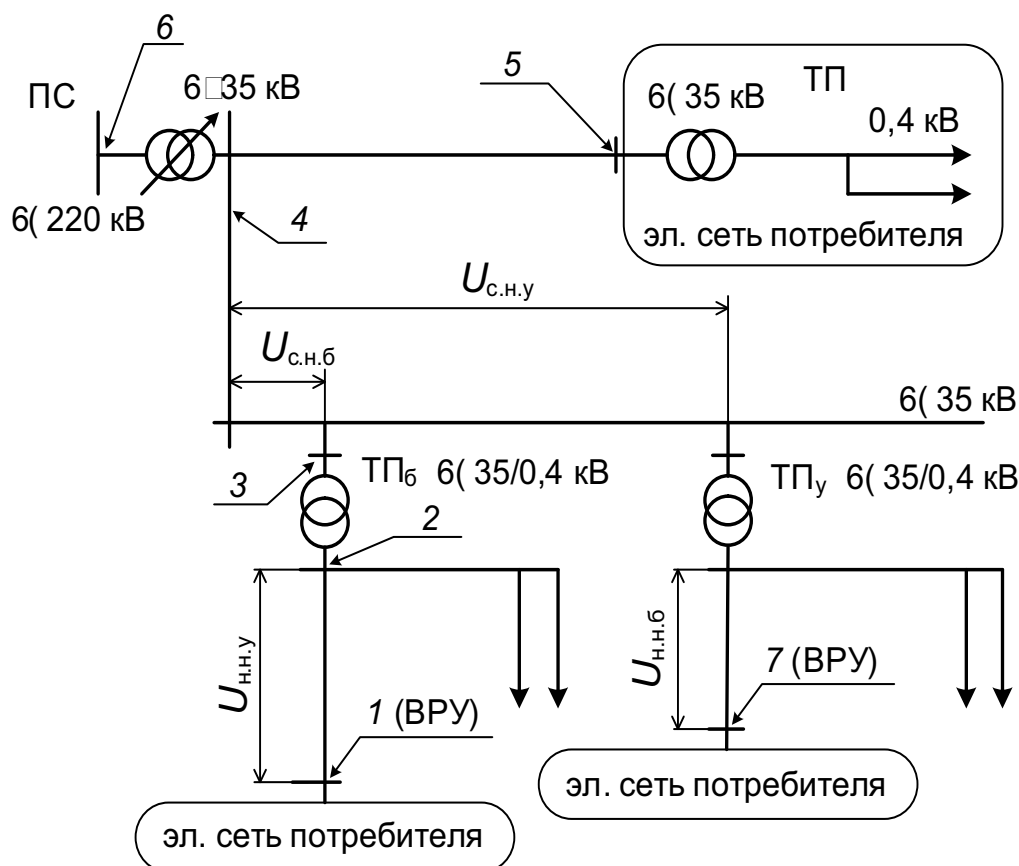 6
5
ПС
6□35 кВ
6( 35 кВ
ТП
0,4 кВ
6( 220 кВ
4
эл. сеть потребителя
Uс.н.у
Uс.н.б
6( 35 кВ
3
ТПб 6( 35/0,4 кВ
ТПу 6( 35/0,4 кВ
2
Uн.н.у
Uн.н.б
7 (ВРУ)
1 (ВРУ)
эл. сеть потребителя
эл. сеть потребителя